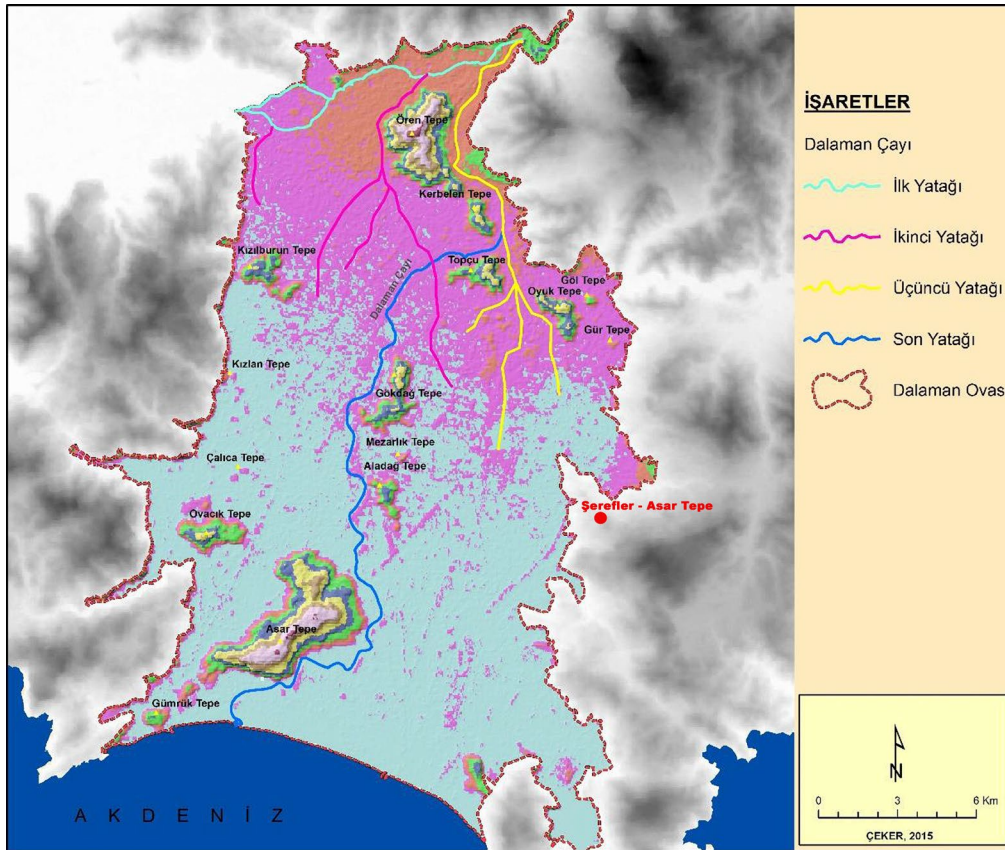 Ören Tepe
Kerbelen Tepe
Kızılburun Tepe
Dalaman Çayı
Topçu Tepe
Göl Tepe
Oyuk Tepe
Gür Tepe
Kızlan Tepe
Gökdağ Tepe
Mezarlık Tepe
Aladağ Tepe
Çalıca Tepe
Şerefler - Asar Tepe
Ovacık Tepe
Asar Tepe
Gümrük Tepe
AKDENİZ
İŞARETLER
Dalaman Çayı
İlk Yatağı
İkinci Yatağı
Üçüncü Yatağı
Son Yatağı
Dalaman Ovas
N
0 3 6 Km
ÇEKER, 2015